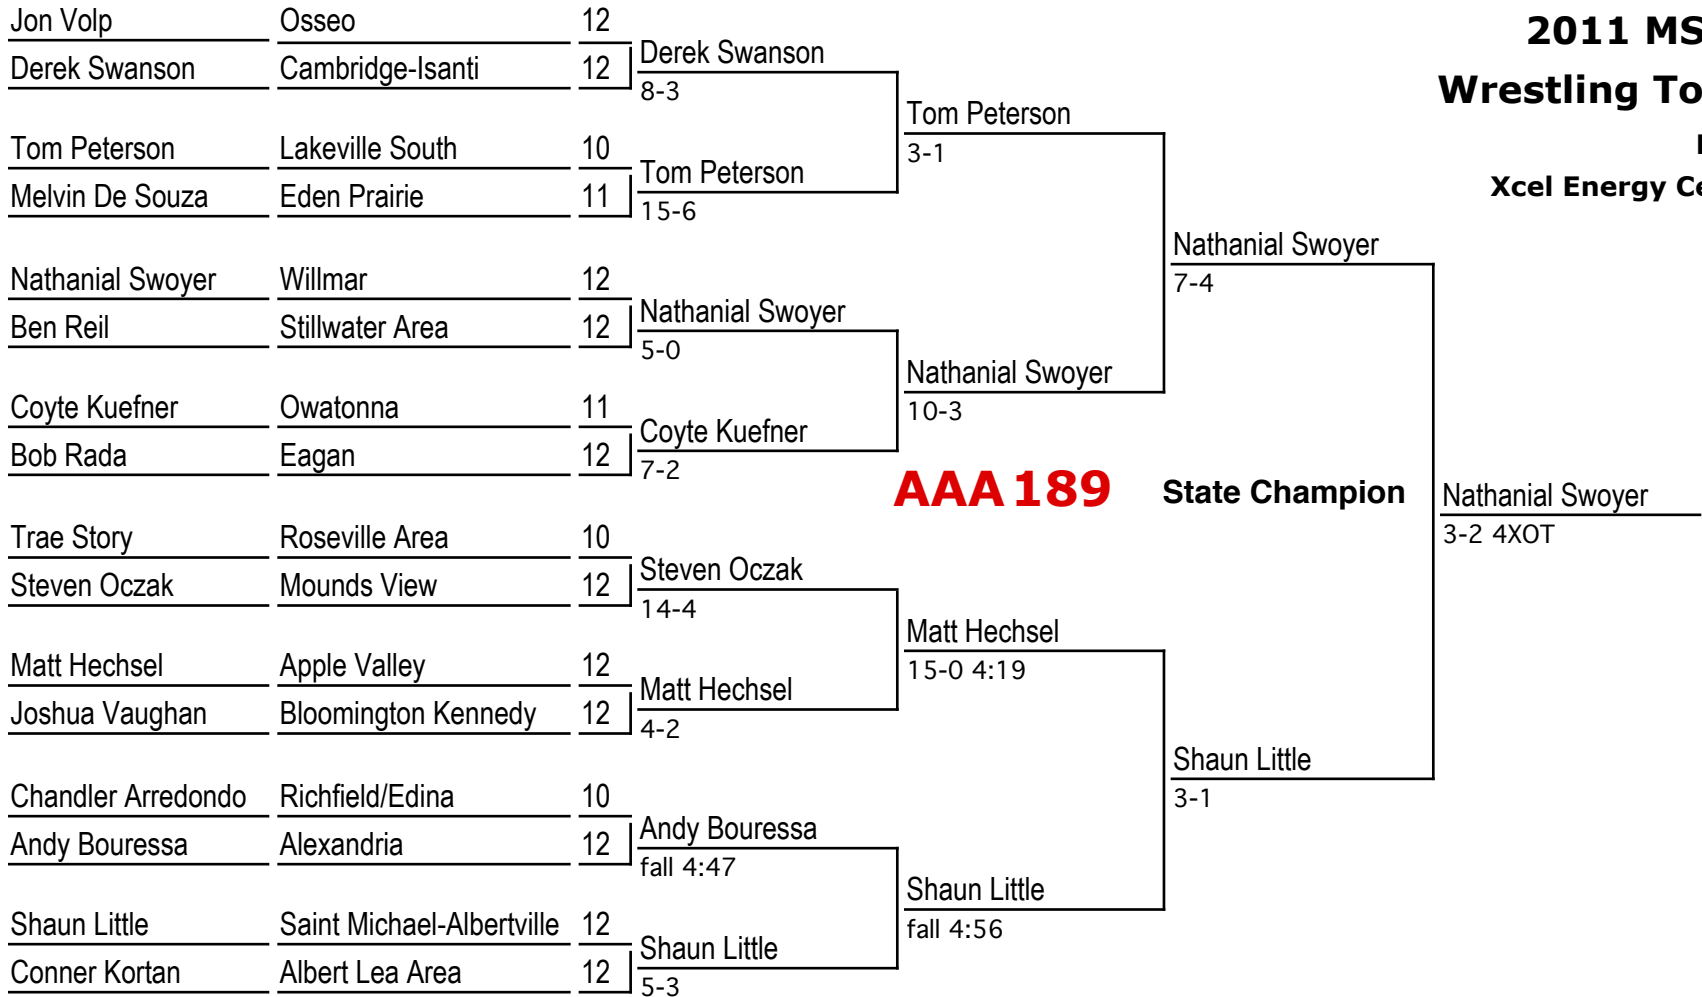 Jon Volp Osseo 12
Derek Swanson Cambridge-Isanti 12
Tom Peterson Lakeville South 10
Melvin De Souza Eden Prairie 11
Nathanial Swoyer Willmar 12
Ben Reil Stillwater Area 12
Coyte Kuefner Owatonna 11
Bob Rada Eagan 12
Trae Story Roseville Area 10
Steven Oczak Mounds View 12
Matt Hechsel Apple Valley 12
Joshua Vaughan Bloomington Kennedy 12
Chandler Arredondo Richfield/Edina 10
Andy Bouressa Alexandria 12
Shaun Little Saint Michael-Albertville 12
Conner Kortan Albert Lea Area 12
Derek Swanson
8-3
Tom Peterson
15-6
Nathanial Swoyer
5-0
Coyte Kuefner
7-2
Steven Oczak
14-4
Matt Hechsel
4-2
Andy Bouressa
fall 4:47
Shaun Little
5-3
Tom Peterson
3-1
Nathanial Swoyer
10-3
Matt Hechsel
15-0 4:19
Shaun Little
fall 4:56
Nathanial Swoyer
7-4
Shaun Little
3-1
AAA 189 State Champion
Nathanial Swoyer
3-2 4XOT
2011 MS
Wrestling To
Xcel Energy Ce